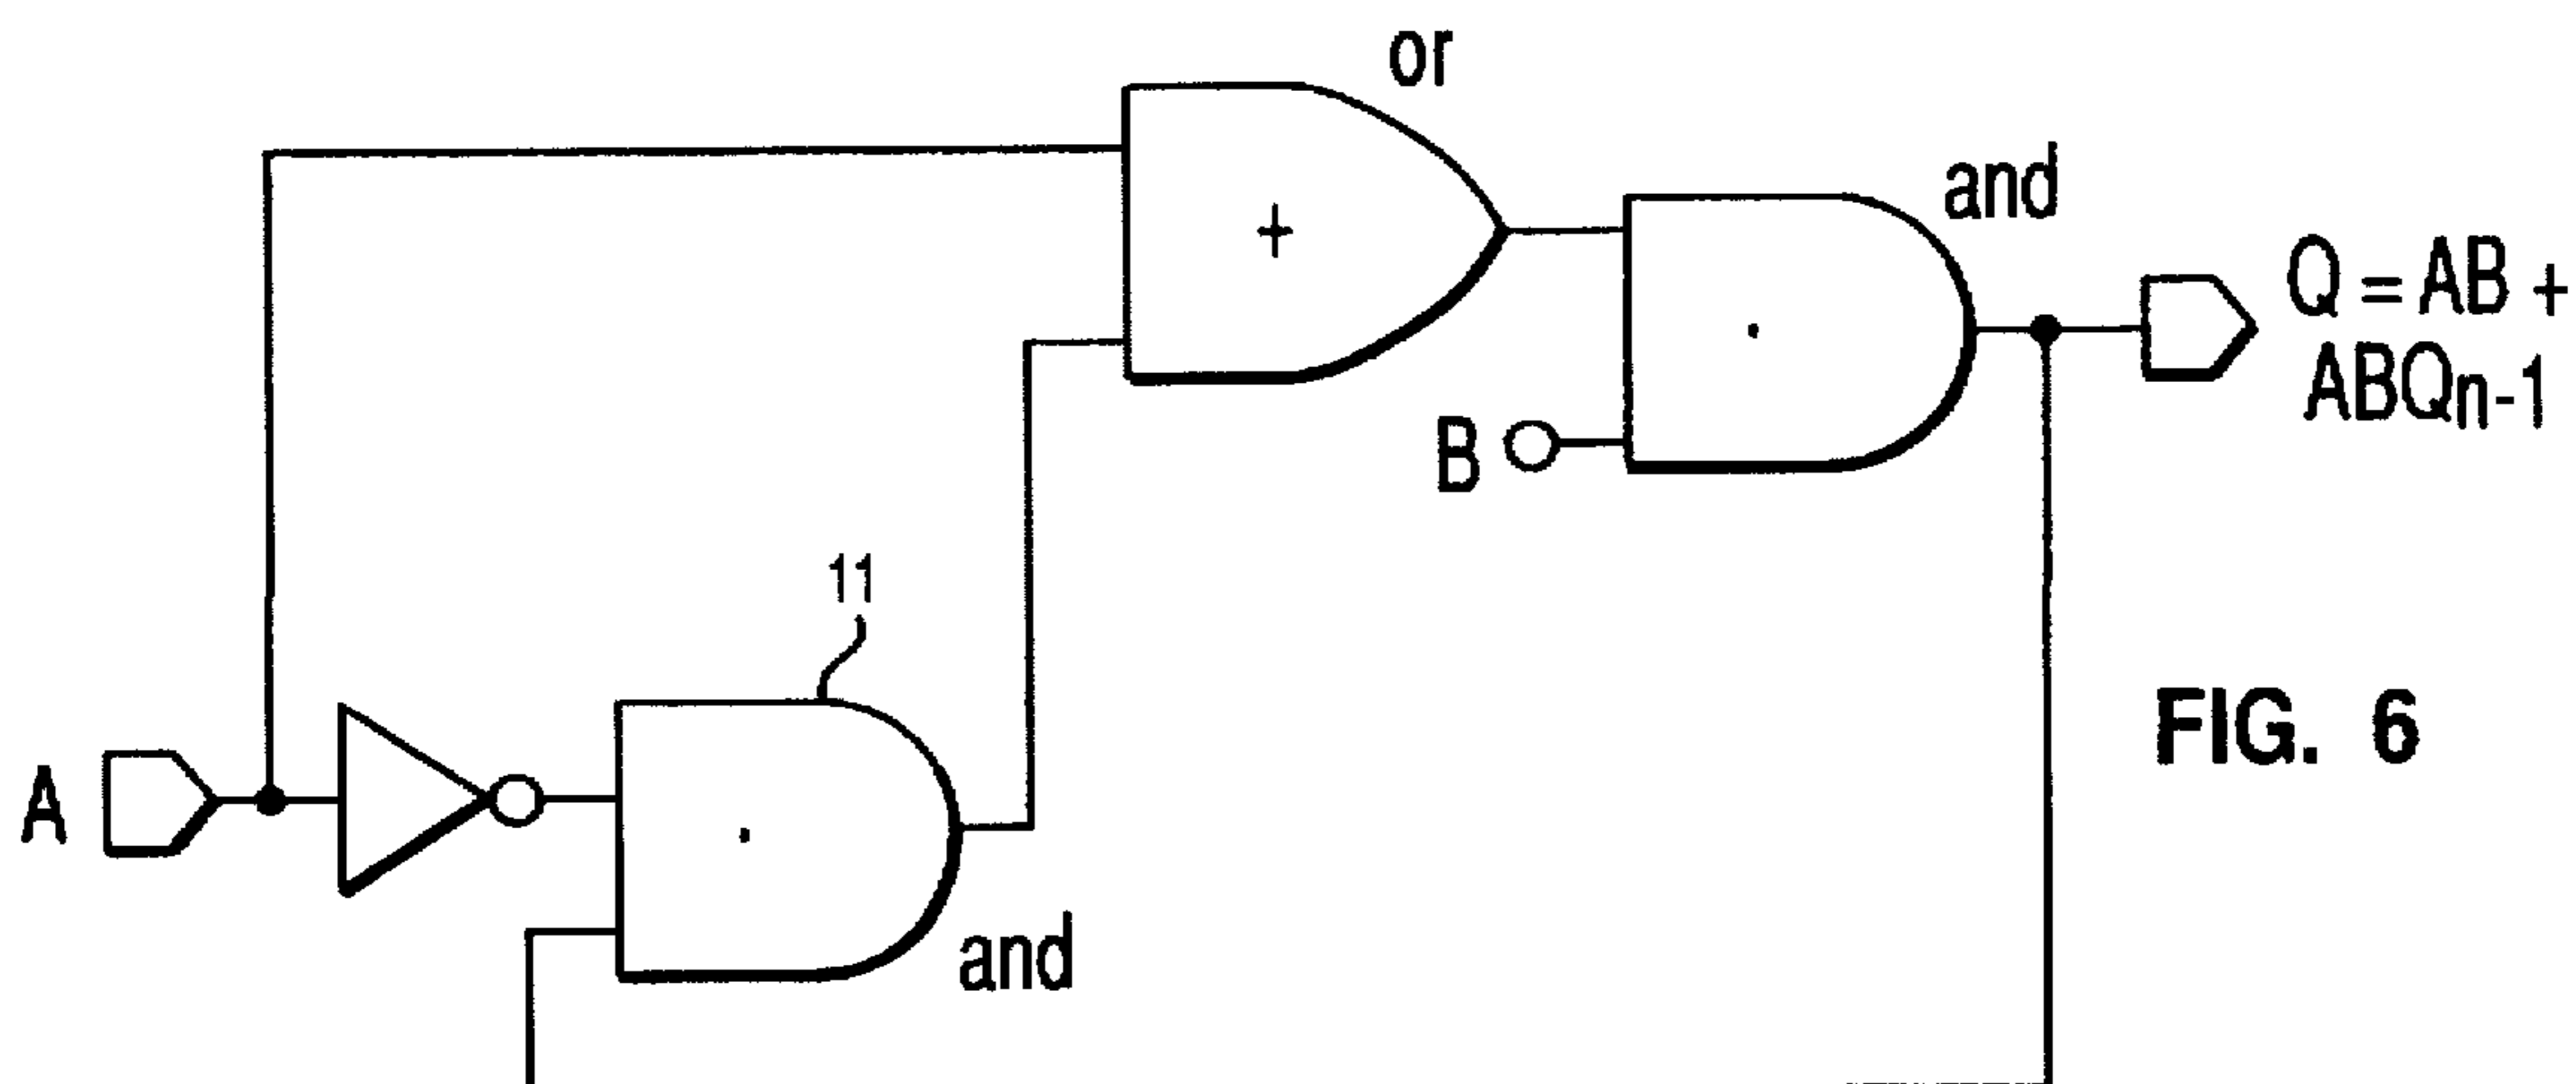 or
and
Q = AB +
ABQn-1
+
·
B
11
A
·
and
FIG. 6